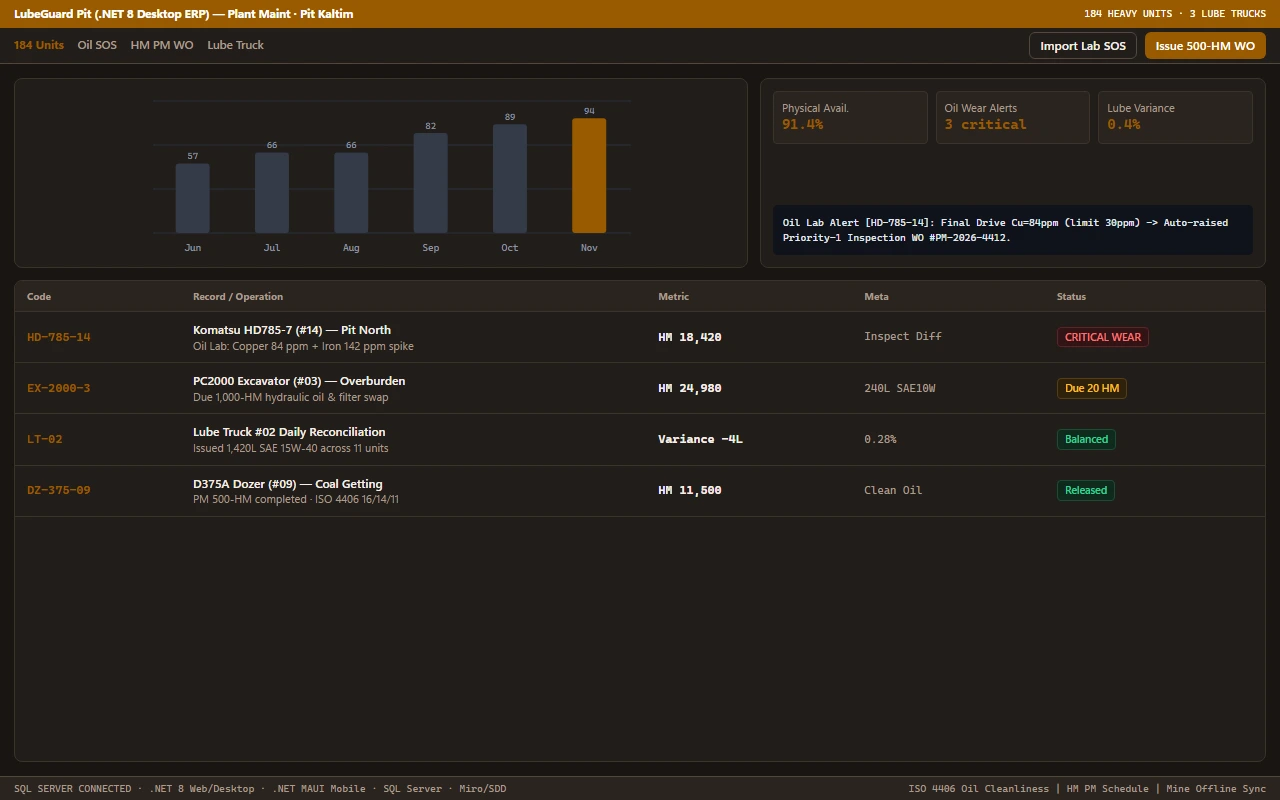 LubeGuard Pit (.NET 8 Desktop ERP) — Plant Maint · Pit Kaltim
184 HEAVY UNITS · 3 LUBE TRUCKS
184 Units
Oil SOS
HM PM WO
Lube Truck
Import Lab SOS
Issue 500-HM WO
57
66
66
82
89
94
Jun
Jul
Aug
Sep
Oct
Nov
Physical Avail.
91.4%
Oil Wear Alerts
3 critical
Lube Variance
0.4%
Oil Lab Alert [HD-785-14]: Final Drive Cu=84ppm (limit 30ppm) -> Auto-raised
Priority-1 Inspection WO #PM-2026-4412.
Code
Record / Operation
Metric
Meta
Status
HD-785-14
Komatsu HD785-7 (#14) — Pit North
Oil Lab: Copper 84 ppm + Iron 142 ppm spike
HM 18,420
Inspect Diff
CRITICAL WEAR
EX-2000-3
PC2000 Excavator (#03) — Overburden
Due 1,000-HM hydraulic oil & filter swap
HM 24,980
240L SAE10W
Due 20 HM
LT-02
Lube Truck #02 Daily Reconciliation
Issued 1,420L SAE 15W-40 across 11 units
Variance -4L
0.28%
Balanced
DZ-375-09
D375A Dozer (#09) — Coal Getting
PM 500-HM completed · ISO 4406 16/14/11
HM 11,500
Clean Oil
Released
SQL SERVER CONNECTED · .NET 8 Web/Desktop · .NET MAUI Mobile · SQL Server · Miro/SDD
ISO 4406 Oil Cleanliness | HM PM Schedule | Mine Offline Sync